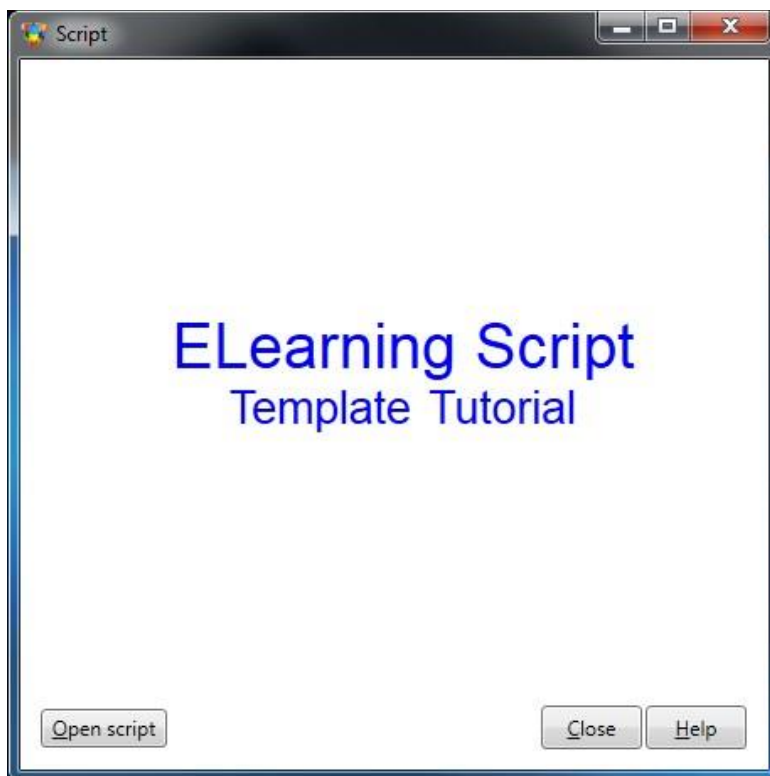 Script
ELearning Script
Template Tutorial
Open script
Close
Help